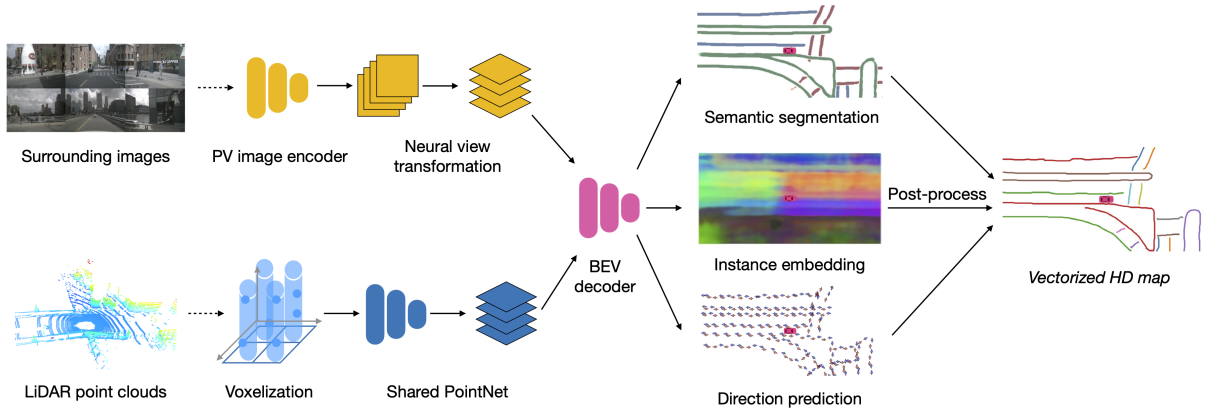 Surrounding images
PV image encoder
Neural view
transformation
LiDAR point clouds
Voxelization
Shared PointNet
BEV
decoder
Semantic segmentation
Instance embedding
Direction prediction
Post-process
Vectorized HD map